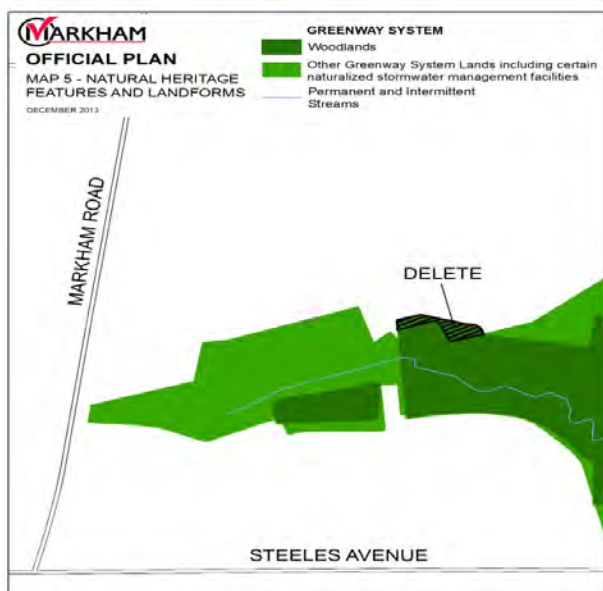 MARKHAM
OFFICIAL PLAN
MAP 5 - NATURAL HERITAGE
FEATURES AND LANDFORMS
DECEMBER 2013
GREENWAY SYSTEM
Woodlands
Other Greenway System Lands including certain
naturalized stormwater management facilities
Permanent and Intermittent
Streams
MARKHAM ROAD
DELETE
STEELES AVENUE